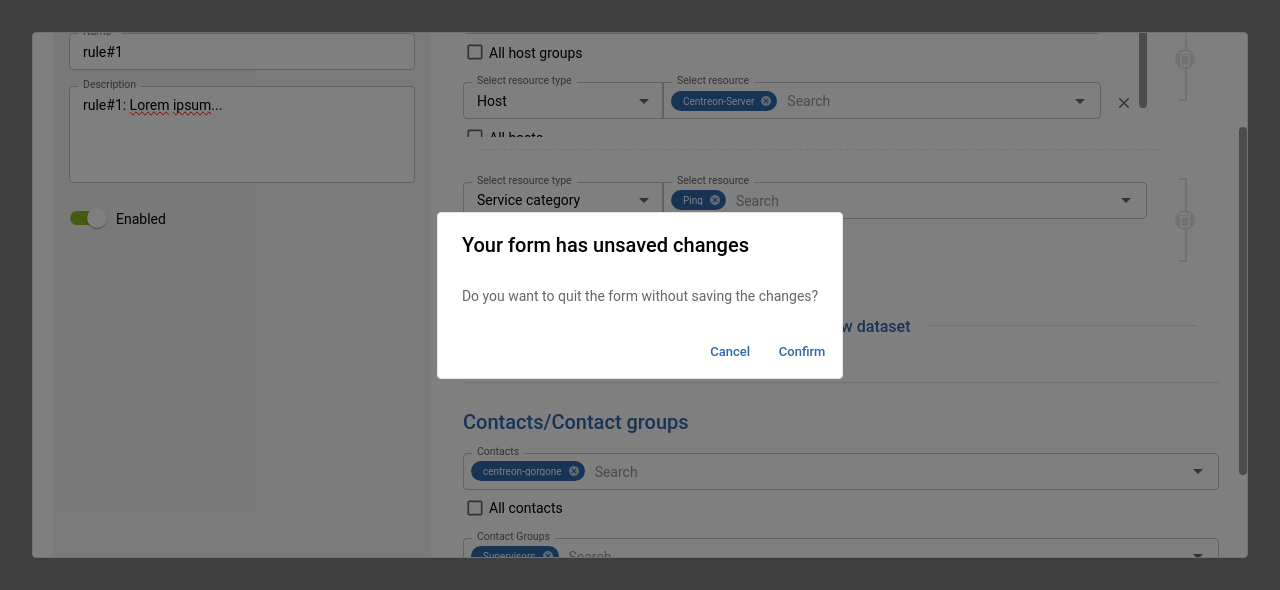 Name
rule#1
Description
rule#1: Lorem ipsum...
Enabled
All host groups
Select resource type
Host
Select resource
Centreon-Server
Search
All hosts
Select resource type
Service category
Select resource
Ping
Search
Your form has unsaved changes
Do you want to quit the form without saving the changes?
Cancel
Confirm
dataset
Contacts/Contact groups
Contacts
centreon-gorgone
Search
All contacts
Contact Groups
Supervisors
Search